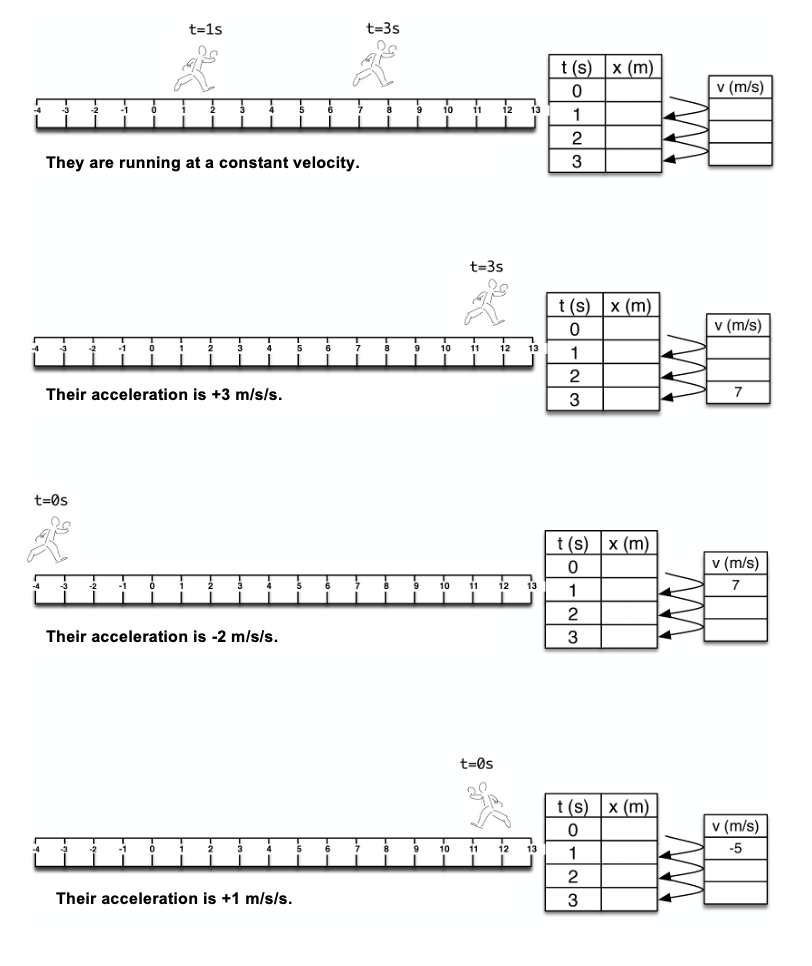 t=1s t=3s
t (s) x (m)
v (m/s)
0
1
2
3
-4 -3 -2 -1 0 1 2 3 4 5 6 7 8 9 10 11 12 13
They are running at a constant velocity.
t=3s
t (s) x (m)
v (m/s)
0
1
2
3
7
-4 -3 -2 -1 0 1 2 3 4 5 6 7 8 9 10 11 12 13
Their acceleration is +3 m/s/s.
t=0s
t (s) x (m)
v (m/s)
0
7
1
2
3
-4 -3 -2 -1 0 1 2 3 4 5 6 7 8 9 10 11 12 13
Their acceleration is -2 m/s/s.
t=0s
t (s) x (m)
v (m/s)
0
-5
1
2
3
-4 -3 -2 -1 0 1 2 3 4 5 6 7 8 9 10 11 12 13
Their acceleration is +1 m/s/s.